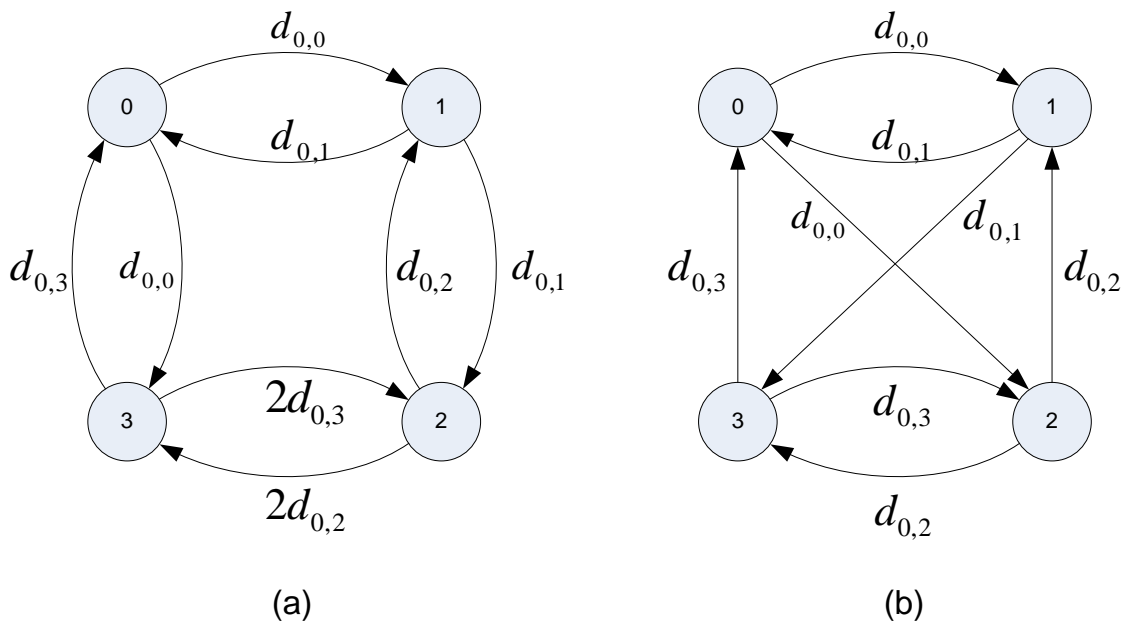 d_{0,0}
0
1
d_{0,1}
d_{0,3}
d_{0,0}
d_{0,2}
d_{0,1}
2d_{0,3}
3
2
2d_{0,2}
(a)
d_{0,0}
0
1
d_{0,1}
d_{0,0}
d_{0,1}
d_{0,3}
d_{0,2}
d_{0,3}
3
2
d_{0,2}
(b)